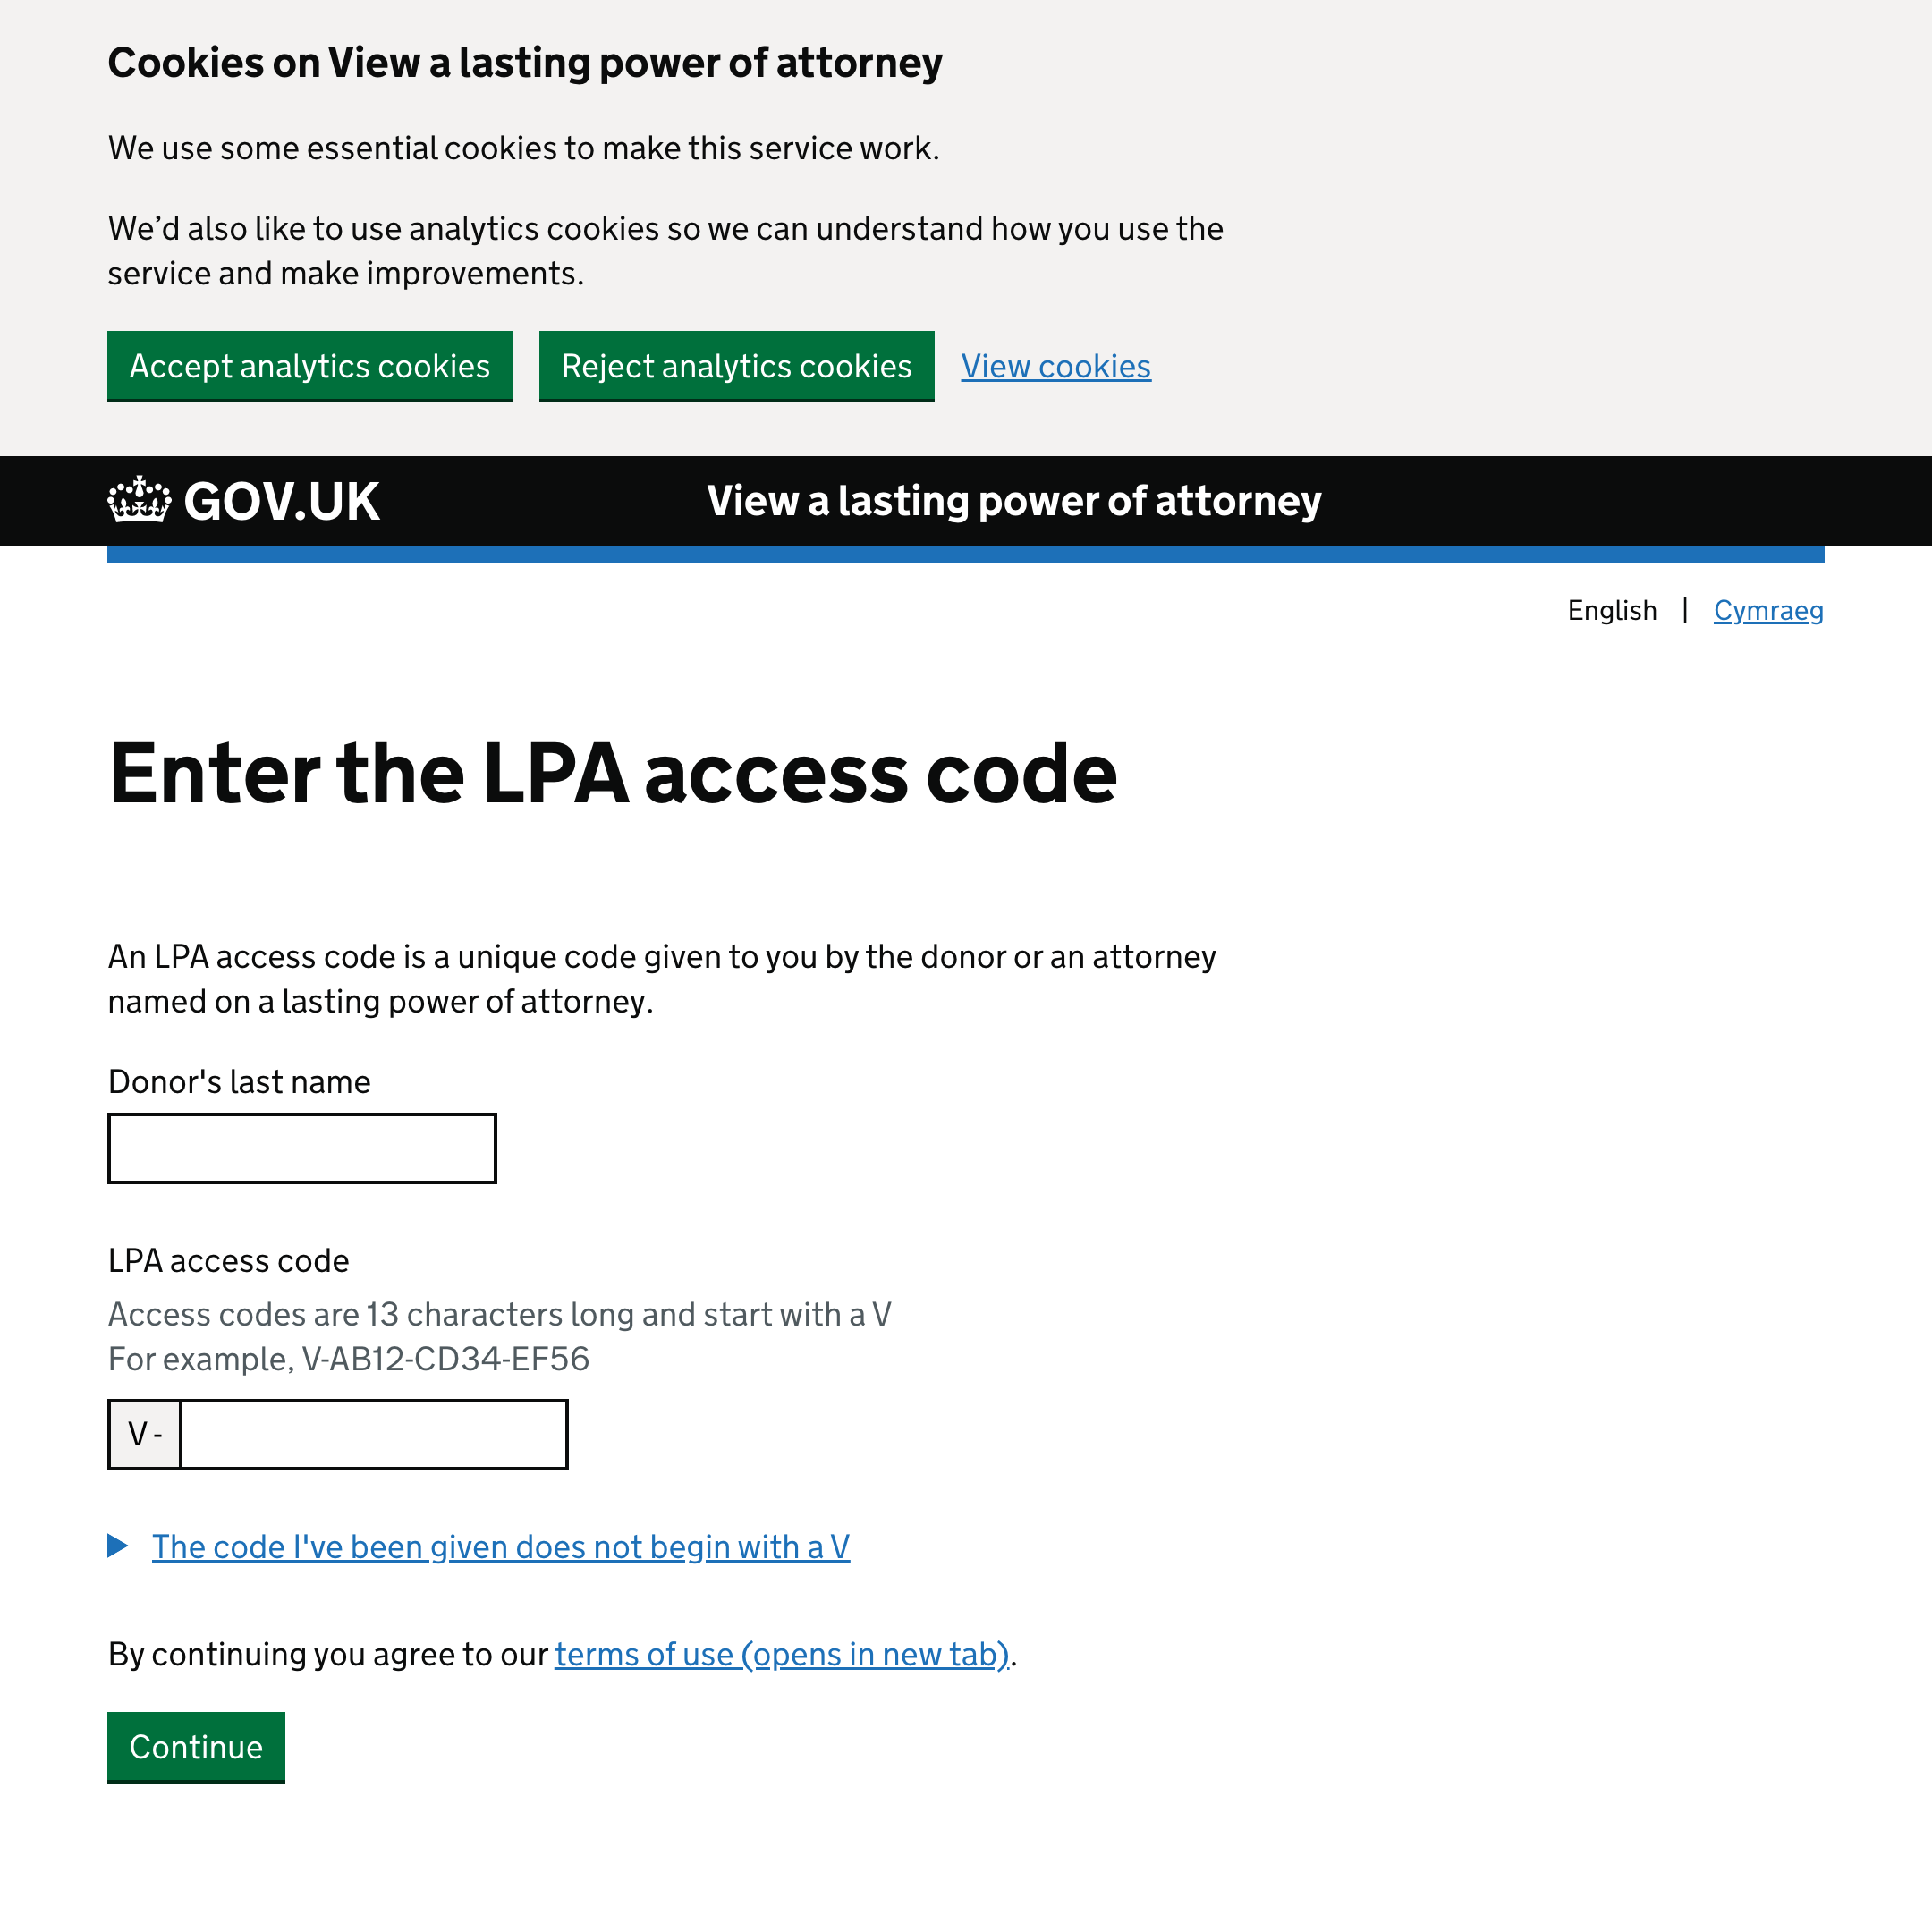 Cookies on View a lasting power of attorney
We use some essential cookies to make this service work.
We’d also like to use analytics cookies so we can understand how you use the
service and make improvements.
Accept analytics cookies
Reject analytics cookies
View cookies
GOV.UK
View a lasting power of attorney
English | Cymraeg
Enter the LPA access code
An LPA access code is a unique code given to you by the donor or an attorney
named on a lasting power of attorney.
Donor's last name
LPA access code
Access codes are 13 characters long and start with a V
For example, V-AB12-CD34-EF56
V -
The code I've been given does not begin with a V
By continuing you agree to our terms of use (opens in new tab).
Continue